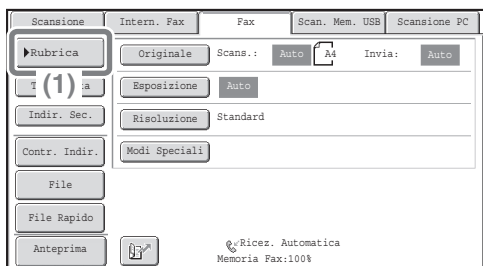 Scansione Intern. Fax Fax Scan. Mem. USB Scansione PC
Rubrica Originale Scans.: Auto A4 Invia: Auto
(1) Esposizione Auto
Indir. Sec. Risoluzione Standard
Contr. Indir. Modi Speciali
File
File Rapido
Anteprima Ricez. Automatica
Memoria Fax:100%